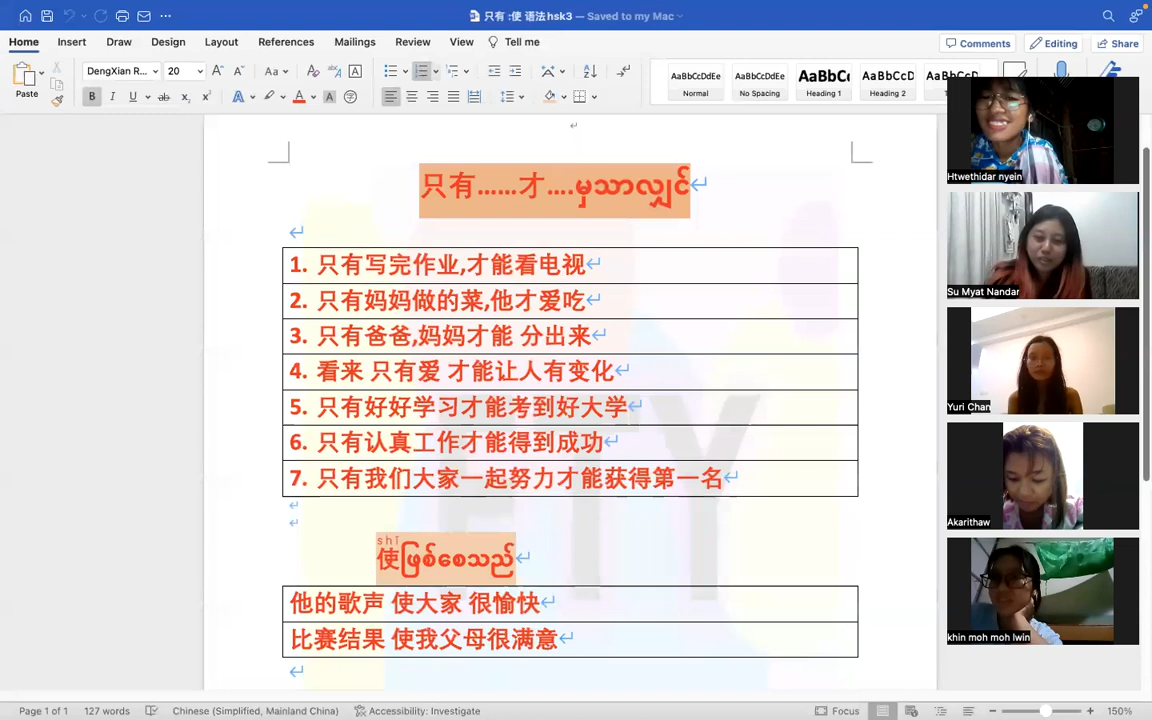 只有 :使 语法hsk3 — Saved to my Mac
Home Insert Draw Design Layout References Mailings Review View Tell me
Comments Editing Share
Paste
DengXian R... 20
AaBbCcDdEe AaBbCcDdEe AaBbC AaBbCcD AaBbCcD
Normal No Spacing Heading 1 Heading 2
只有......才....မှသာလျှင်
1. 只有写完作业,才能看电视
2. 只有妈妈做的菜,他才爱吃
3. 只有爸爸,妈妈才能 分出来
4. 看来 只有爱 才能让人有变化
5. 只有好好学习才能考到好大学
6. 只有认真工作才能得到成功
7. 只有我们大家一起努力才能获得第一名
shǐ
使ဖြစ်စေသည်
他的歌声 使大家 很愉快
比赛结果 使我父母很满意
HTY
Htwethidar nyein
Su Myat Nandar
Yuri Chan
Akarithaw
khin moh moh lwin
Page 1 of 1 127 words Chinese (Simplified, Mainland China) Accessibility: Investigate Focus 150%